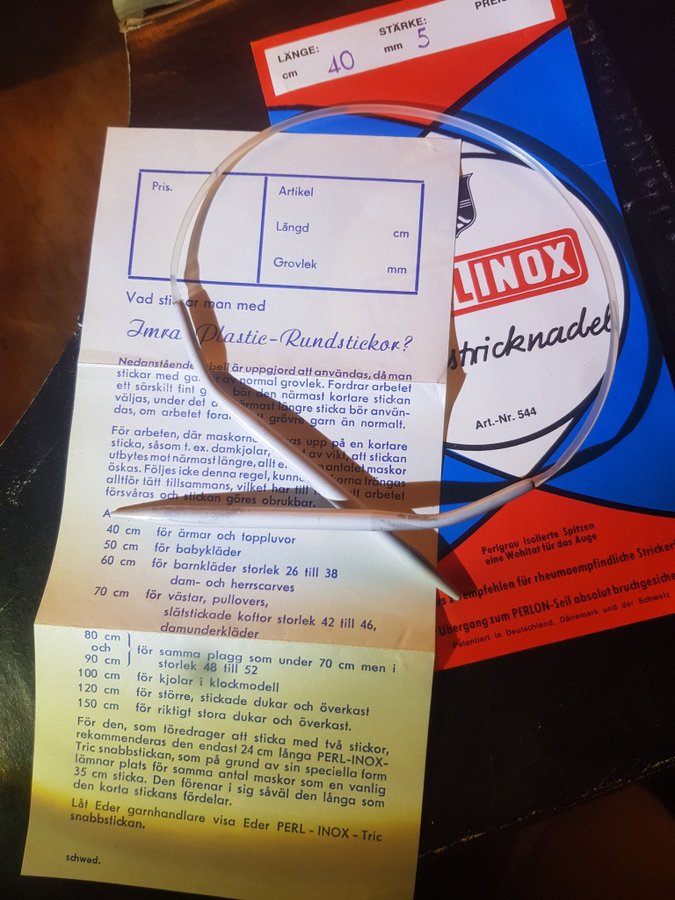 LÄNGE:
cm 40
STÄRKE:
mm 5
LINOX
stricknadel
Art.-Nr. 544
Perlgrau isolierte Spitzen
eine Wohltat für das Auge
empfehlen für rheumaempfindliche Stricker
Übergang zum PERLON-Seil absolut bruchgesiche
Patentiert in Deutschland, Dänemark und der Schweiz
Pris.
Artikel
Längd cm
Grovlek mm
Vad man med
Imra Plastic-Rundstickor?
är uppgjord att användas, då man
stickar med av normal grovlek. Fordrar arbetet
ett särskilt fint bör den närmast kortare stickan
väljas, under det närmast längre sticka bör använ-
das, om arbetet grövre garn än normalt.
För arbeten, där maskorna upp på en kortare
sticka, såsom t. ex. damkjolar, av vikt, att stickan
utbytes mot närmast längre, allt antalet maskor
ökas. Följes icke denna regel, trängas
alltför tätt tillsammans, vilket har till arbetet
försvåras och stickan göres obrukbar.
40 cm för ärmar och toppluvor
50 cm för babykläder
60 cm för barnkläder storlek 26 till 38
dam- och herrscarves
70 cm för västar, pullovers,
slätstickade koftor storlek 42 till 46,
damunderkläder
80 cm
och
90 cm
för samma plagg som under 70 cm men i
storlek 48 till 52
100 cm för kjolar i klockmodell
120 cm för större, stickade dukar och överkast
150 cm för riktigt stora dukar och överkast.
För den, som föredrager att sticka med två stickor,
rekommenderas den endast 24 cm långa PERL-INOX-
Tric snabbstickan, som på grund av sin speciella form
lämnar plats för samma antal maskor som en vanlig
35 cm sticka. Den förenar i sig såväl den långa som
den korta stickans fördelar.
Låt Eder garnhandlare visa Eder PERL - INOX - Tric
snabbstickan.
schwed.